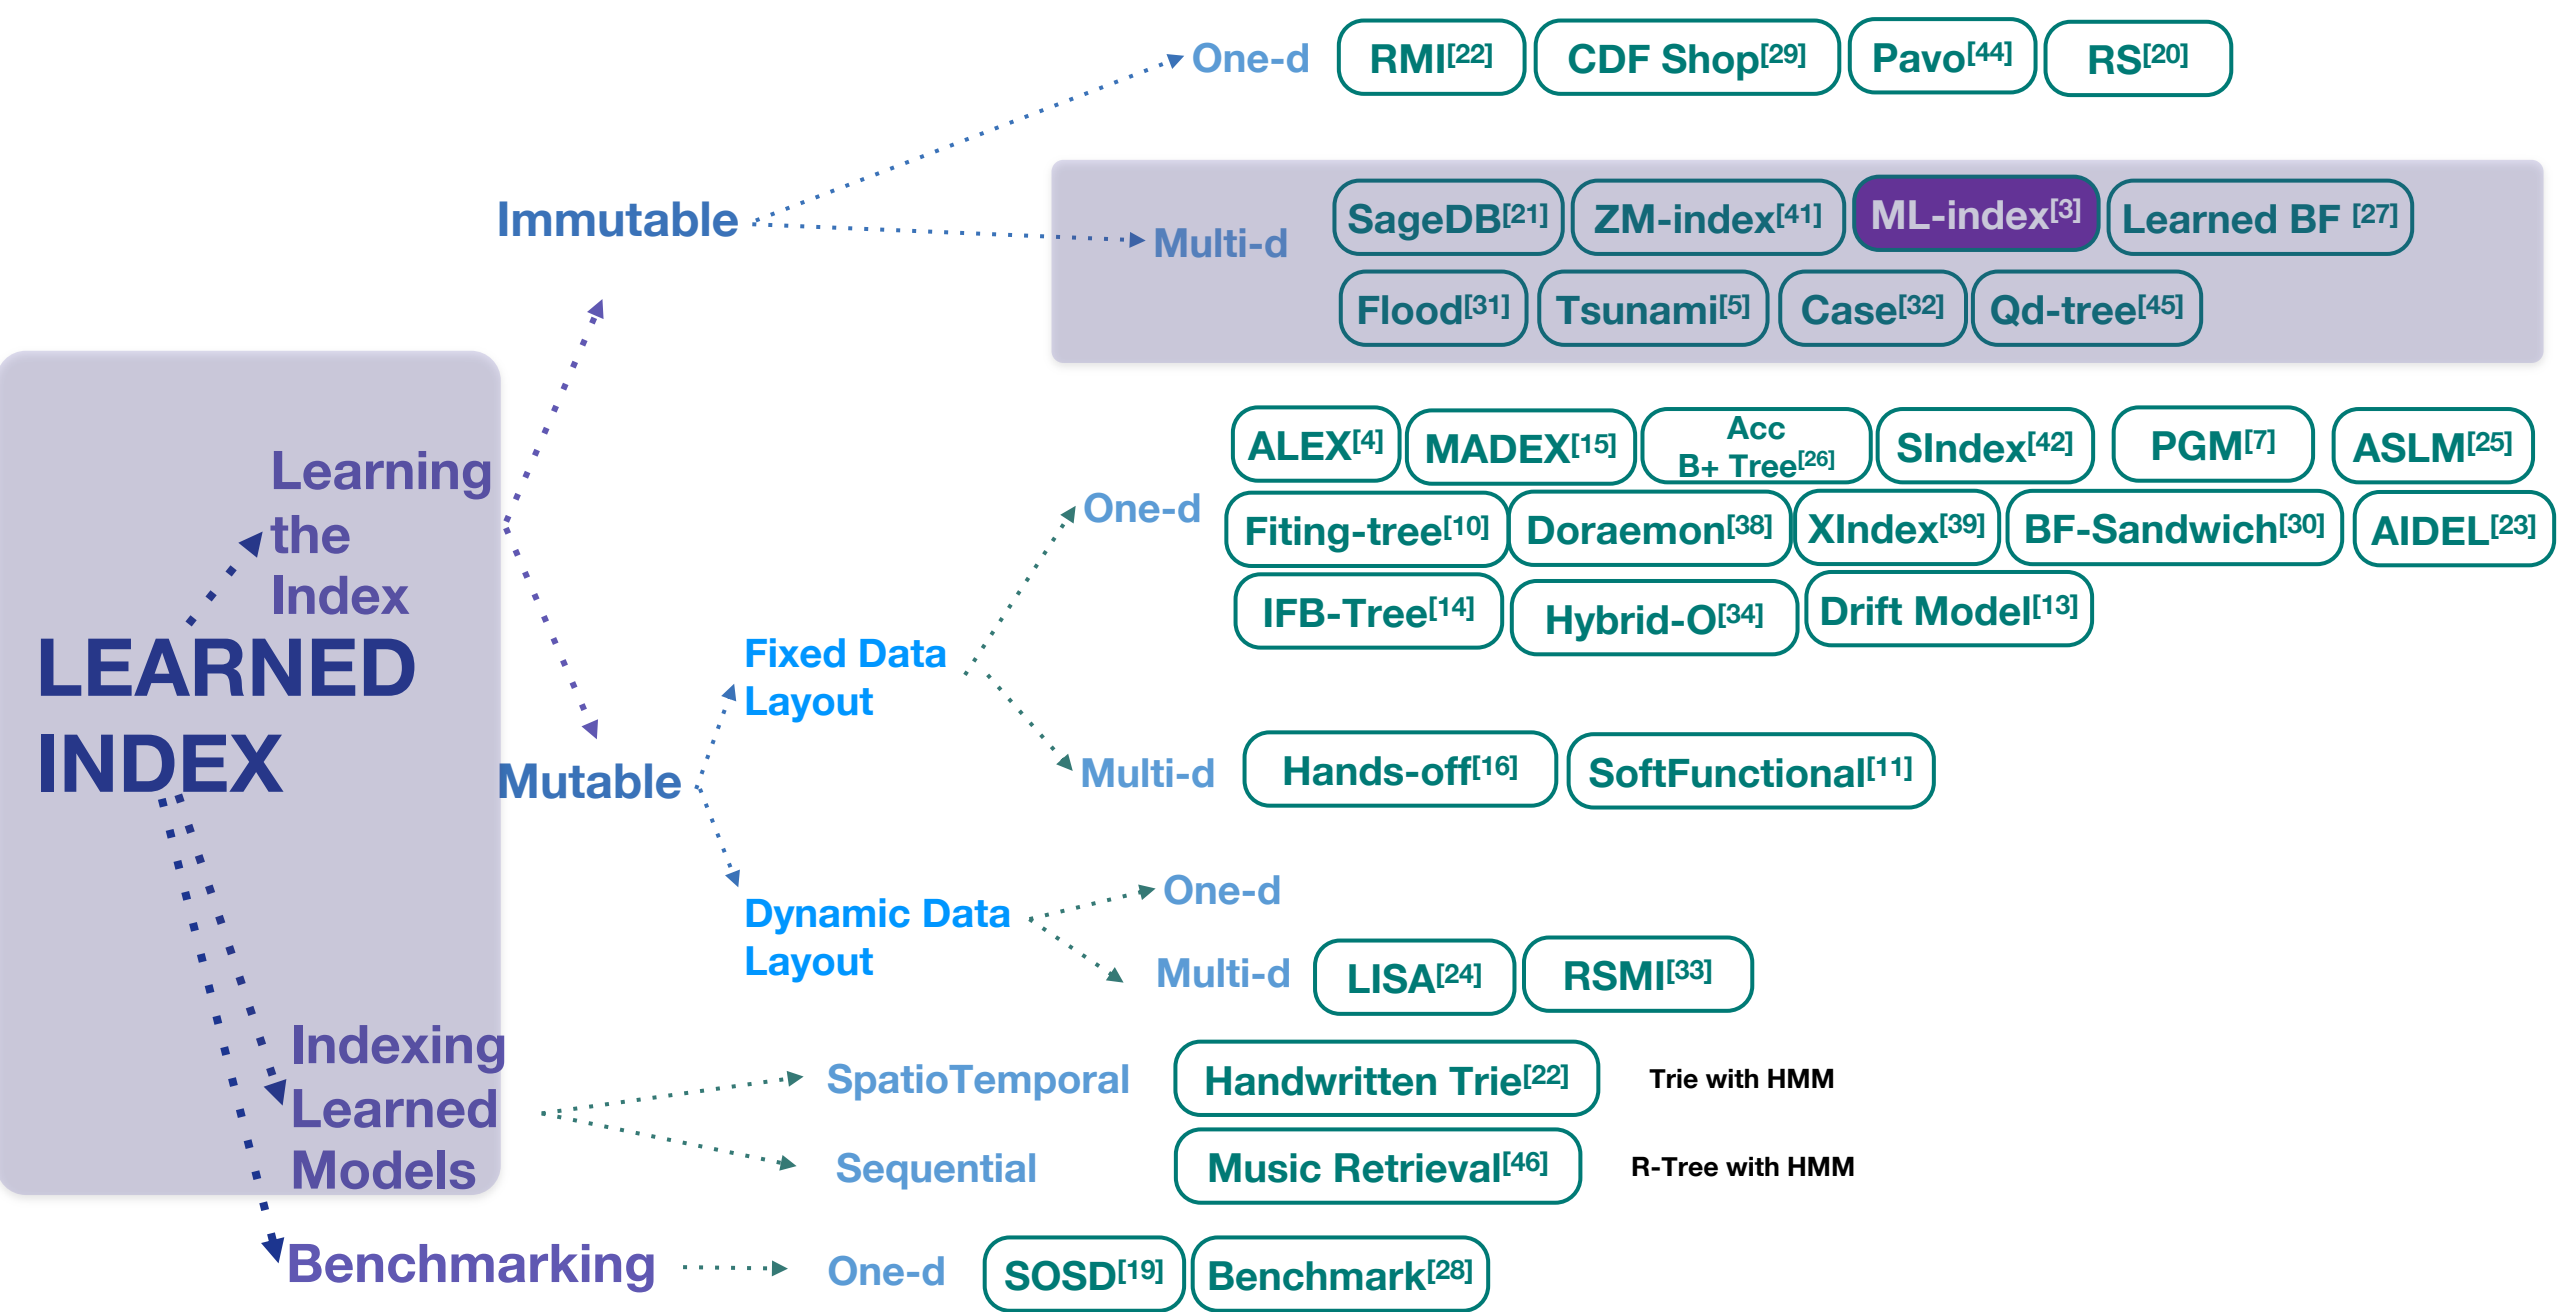 One-d RMI[22] CDF Shop[29] Pavo[44] RS[20]
Immutable
Multi-d SageDB[21] ZM-index[41] ML-index[3] Learned BF [27]
Flood[31] Tsunami[5] Case[32] Qd-tree[45]
Learning
the
Index
LEARNED
INDEX
One-d
ALEX[4] MADEX[15] Acc
B+ Tree[26] SIndex[42] PGM[7] ASLM[25]
Fiting-tree[10] Doraemon[38] XIndex[39] BF-Sandwich[30] AIDEL[23]
IFB-Tree[14] Hybrid-O[34] Drift Model[13]
Fixed Data
Layout
Mutable
Multi-d Hands-off[16] SoftFunctional[11]
Dynamic Data
Layout
One-d
Multi-d LISA[24] RSMI[33]
Indexing
Learned
Models
SpatioTemporal Handwritten Trie[22] Trie with HMM
Sequential Music Retrieval[46] R-Tree with HMM
Benchmarking One-d SOSD[19] Benchmark[28]